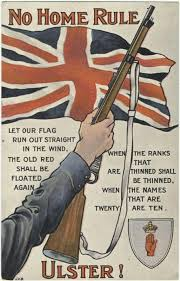 NO HOME RULE
LET OUR FLAG
RUN OUT STRAIGHT
IN THE WIND,
THE OLD RED
SHALL BE
FLOATED
AGAIN,
WHEN THE RANKS
THAT
ARE THINNED SHALL
BE THINNED,
WHEN THE NAMES
THAT ARE
TWENTY ARE TEN.
ULSTER!